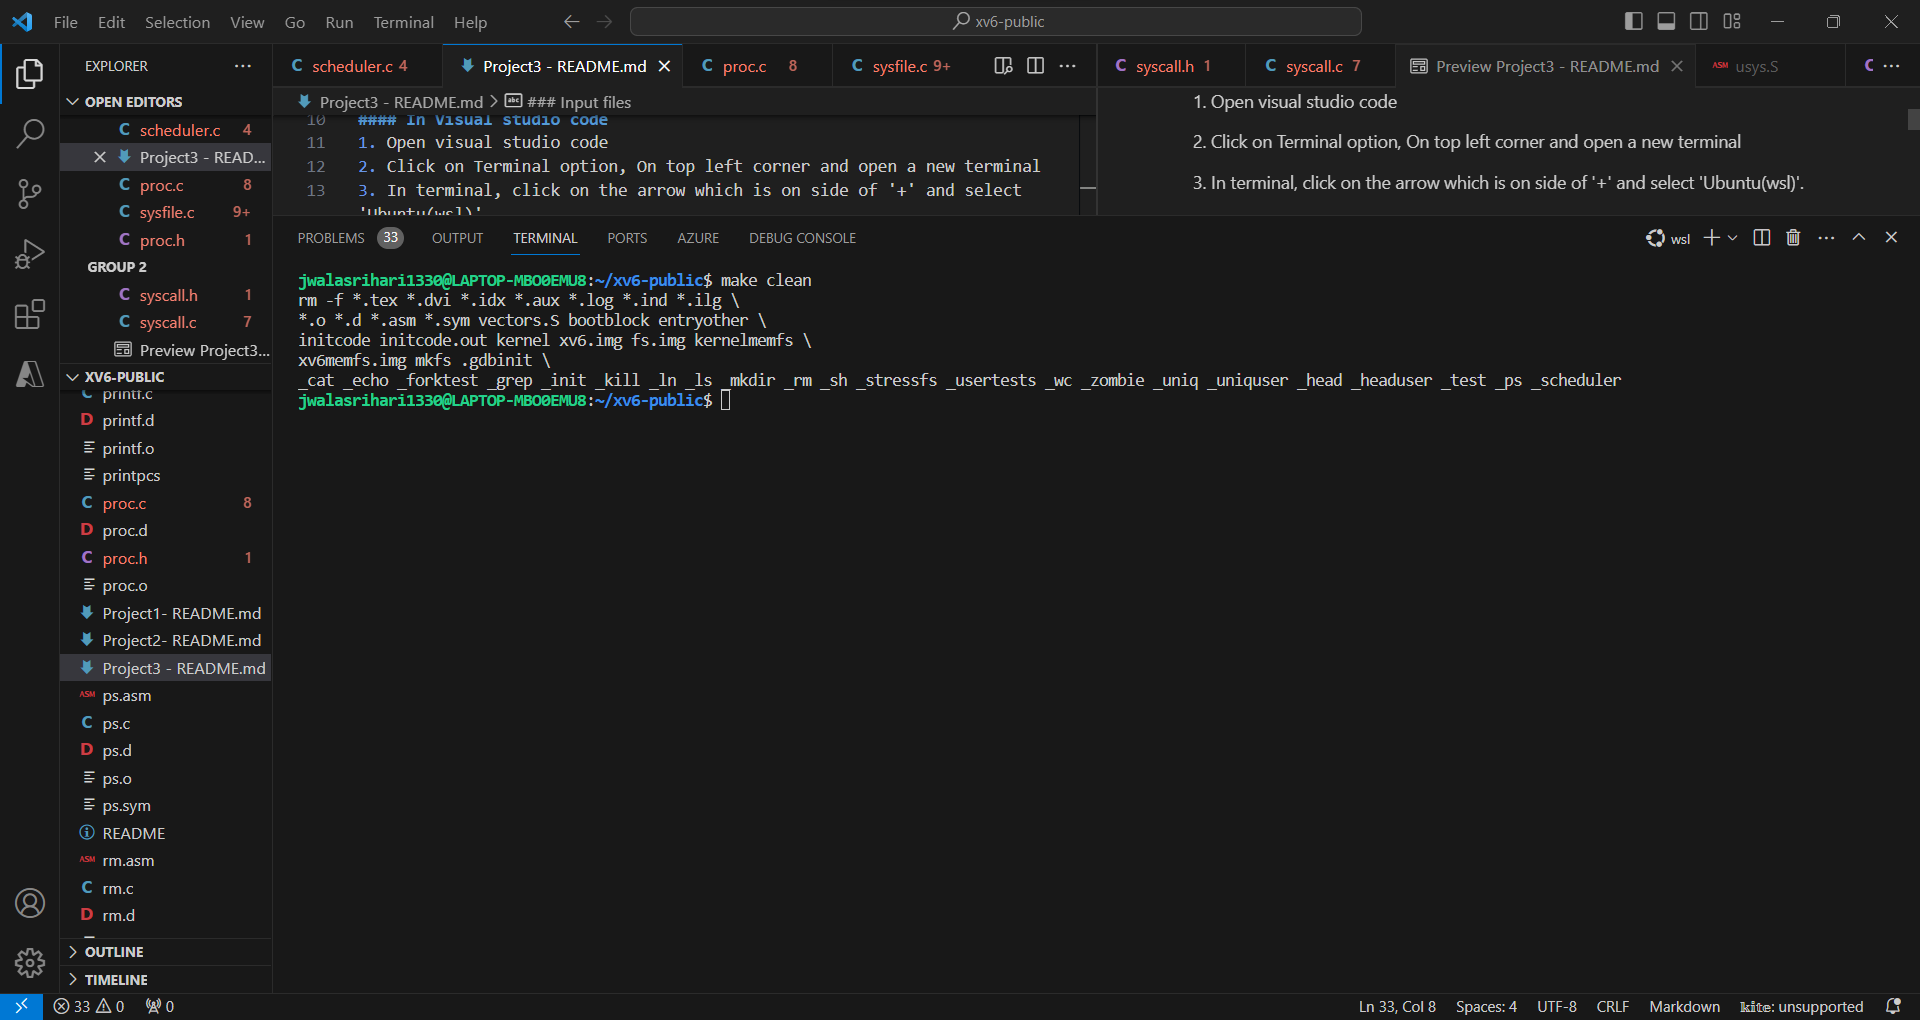 File Edit Selection View Go Run Terminal Help
xv6-public
EXPLORER
OPEN EDITORS
scheduler.c 4
Project3 - READ...
proc.c 8
sysfile.c 9+
proc.h 1
GROUP 2
syscall.h 1
syscall.c 7
Preview Project3...
XV6-PUBLIC
printf.c
printf.d
printf.o
printpcs
proc.c 8
proc.d
proc.h 1
proc.o
Project1- README.md
Project2- README.md
Project3 - README.md
ps.asm
ps.c
ps.d
ps.o
ps.sym
README
rm.asm
rm.c
rm.d
OUTLINE
TIMELINE
scheduler.c 4 Project3 - README.md proc.c 8 sysfile.c 9+
Project3 - README.md > ### Input files
10 #### In Visual studio code
11 1. Open visual studio code
12 2. Click on Terminal option, On top left corner and open a new terminal
13 3. In terminal, click on the arrow which is on side of '+' and select
'Ubuntu(wsl)'
syscall.h 1 syscall.c 7 Preview Project3 - README.md usys.S
1. Open visual studio code
2. Click on Terminal option, On top left corner and open a new terminal
3. In terminal, click on the arrow which is on side of '+' and select 'Ubuntu(wsl)'.
PROBLEMS 33 OUTPUT TERMINAL PORTS AZURE DEBUG CONSOLE
wsl
jwalasrihari1330@LAPTOP-MBO0EMU8:~/xv6-public$ make clean
rm -f *.tex *.dvi *.idx *.aux *.log *.ind *.ilg \
*.o *.d *.asm *.sym vectors.S bootblock entryother \
initcode initcode.out kernel xv6.img fs.img kernelmemfs \
xv6memfs.img mkfs .gdbinit \
_cat _echo _forktest _grep _init _kill _ln _ls _mkdir _rm _sh _stressfs _usertests _wc _zombie _uniq _uniquser _head _headuser _test _ps _scheduler
jwalasrihari1330@LAPTOP-MBO0EMU8:~/xv6-public$
33 0 0
Ln 33, Col 8 Spaces: 4 UTF-8 CRLF Markdown kite: unsupported